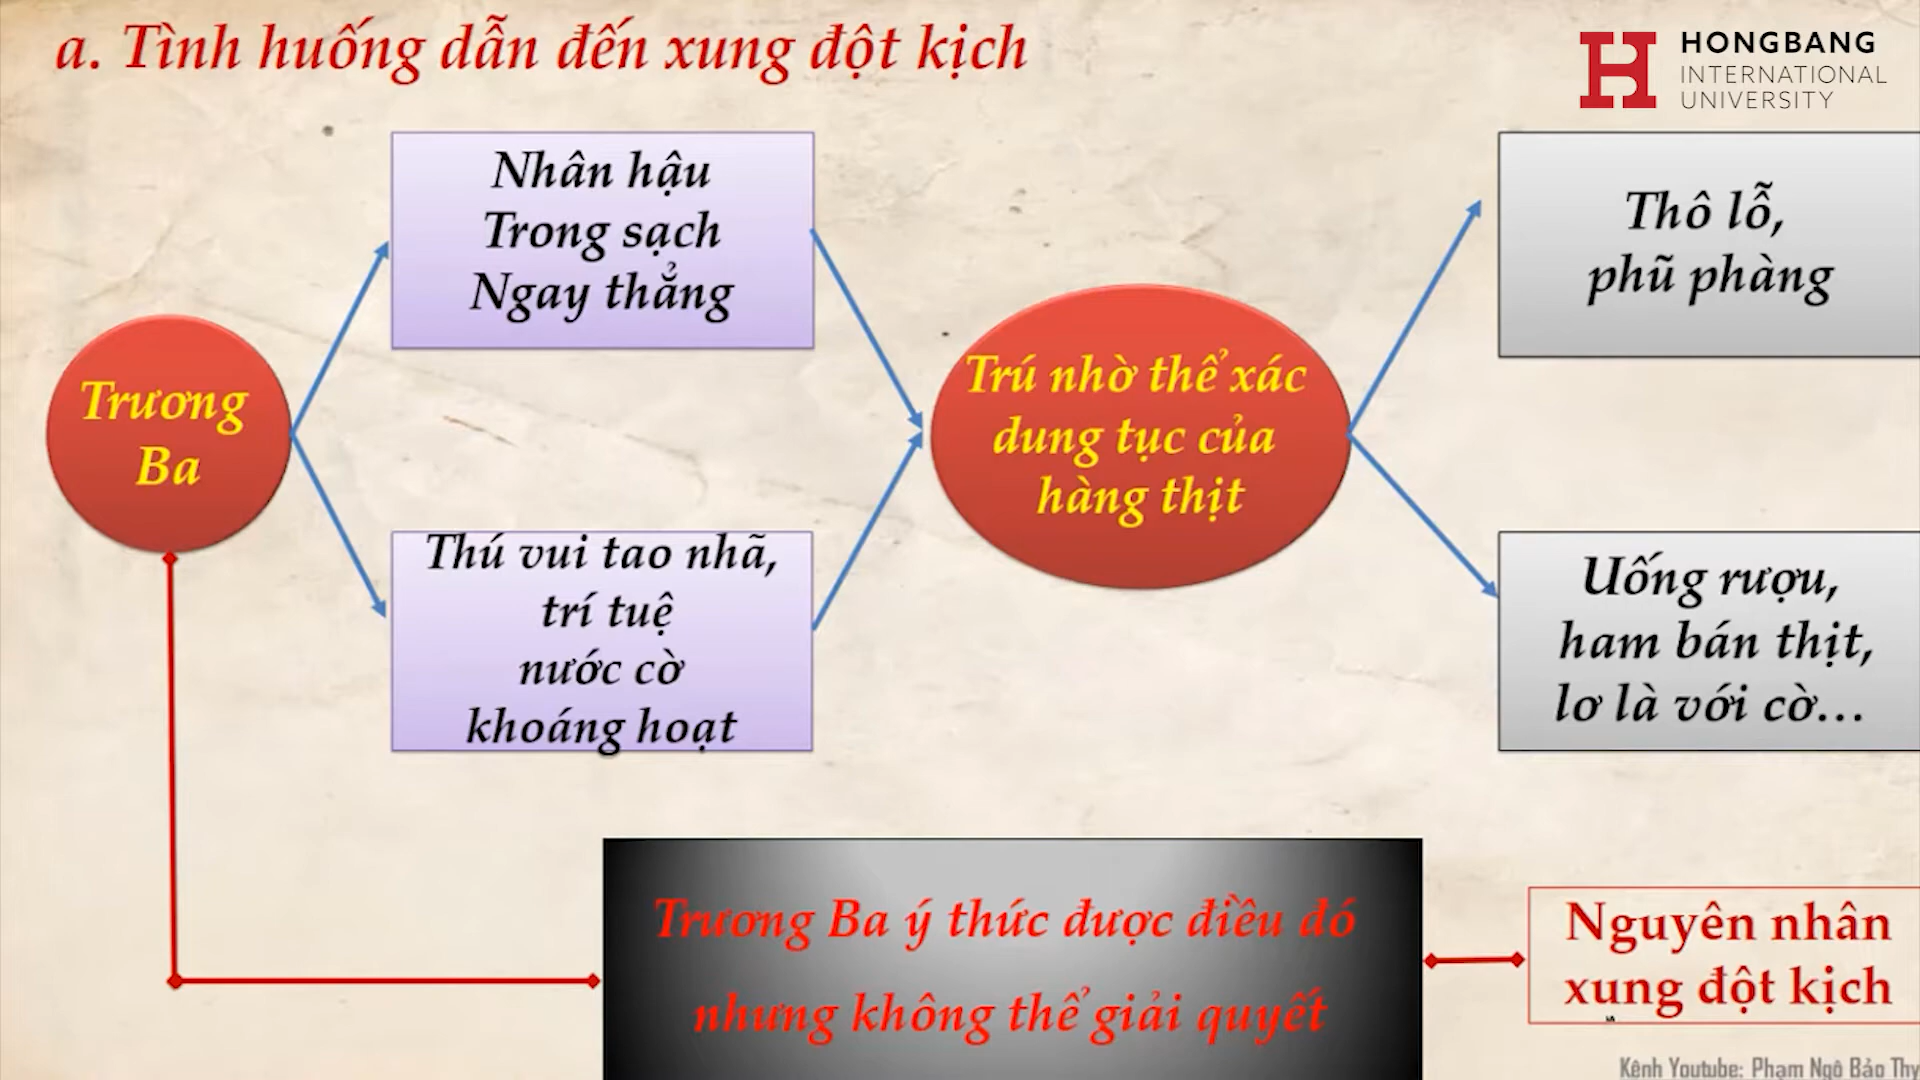 a. Tình huống dẫn đến xung đột kịch
HONGBANG
INTERNATIONAL
UNIVERSITY
Trương
Ba
Nhân hậu
Trong sạch
Ngay thẳng
Thú vui tao nhã,
trí tuệ
nước cờ
khoáng hoạt
Trú nhờ thể xác
dung tục của
hàng thịt
Thô lỗ,
phũ phàng
Uống rượu,
ham bán thịt,
lơ là với cờ...
Trương Ba ý thức được điều đó
nhưng không thể giải quyết
Nguyên nhân
xung đột kịch
Kênh Youtube: Phạm Ngô Bảo Thy